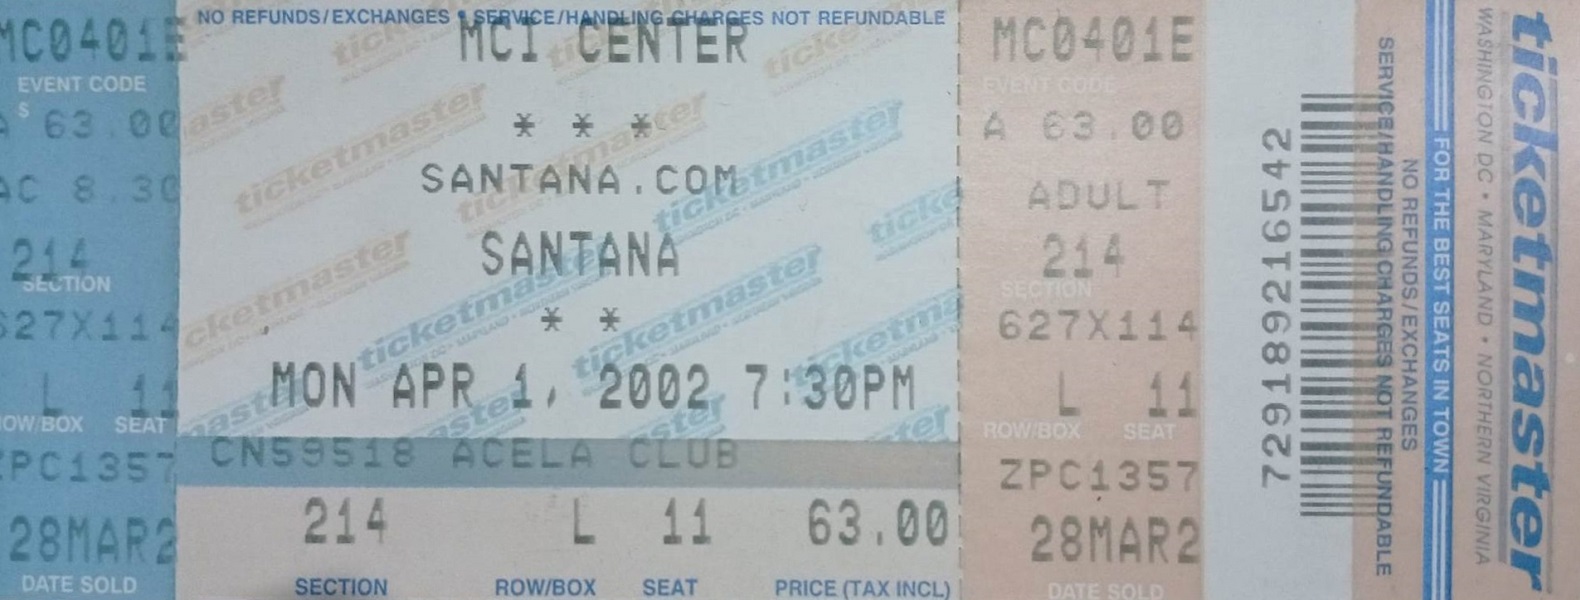 MC0401E
EVENT CODE
$
A 63.00
AC 8.30
214
SECTION
627X114
L 11
ROW/BOX SEAT
ZPC1357
28MAR2
DATE SOLD
NO REFUNDS/EXCHANGES • SERVICE/HANDLING CHARGES NOT REFUNDABLE
MCI CENTER
* * *
SANTANA.COM
SANTANA
* *
MON APR 1, 2002 7:30PM
CN59518 ACELA CLUB
214 L 11 63.00
SECTION ROW/BOX SEAT PRICE (TAX INCL)
MC0401E
EVENT CODE
A 63.00
ADULT
214
SECTION
627X114
L 11
ROW/BOX SEAT
ZPC1357
28MAR2
DATE SOLD
7291892165542
SERVICE/HANDLING CHARGES NOT REFUNDABLE
NO REFUNDS/EXCHANGES
FOR THE BEST SEATS IN TOWN
WASHINGTON DC • MARYLAND • NORTHERN VIRGINIA
ticketmaster